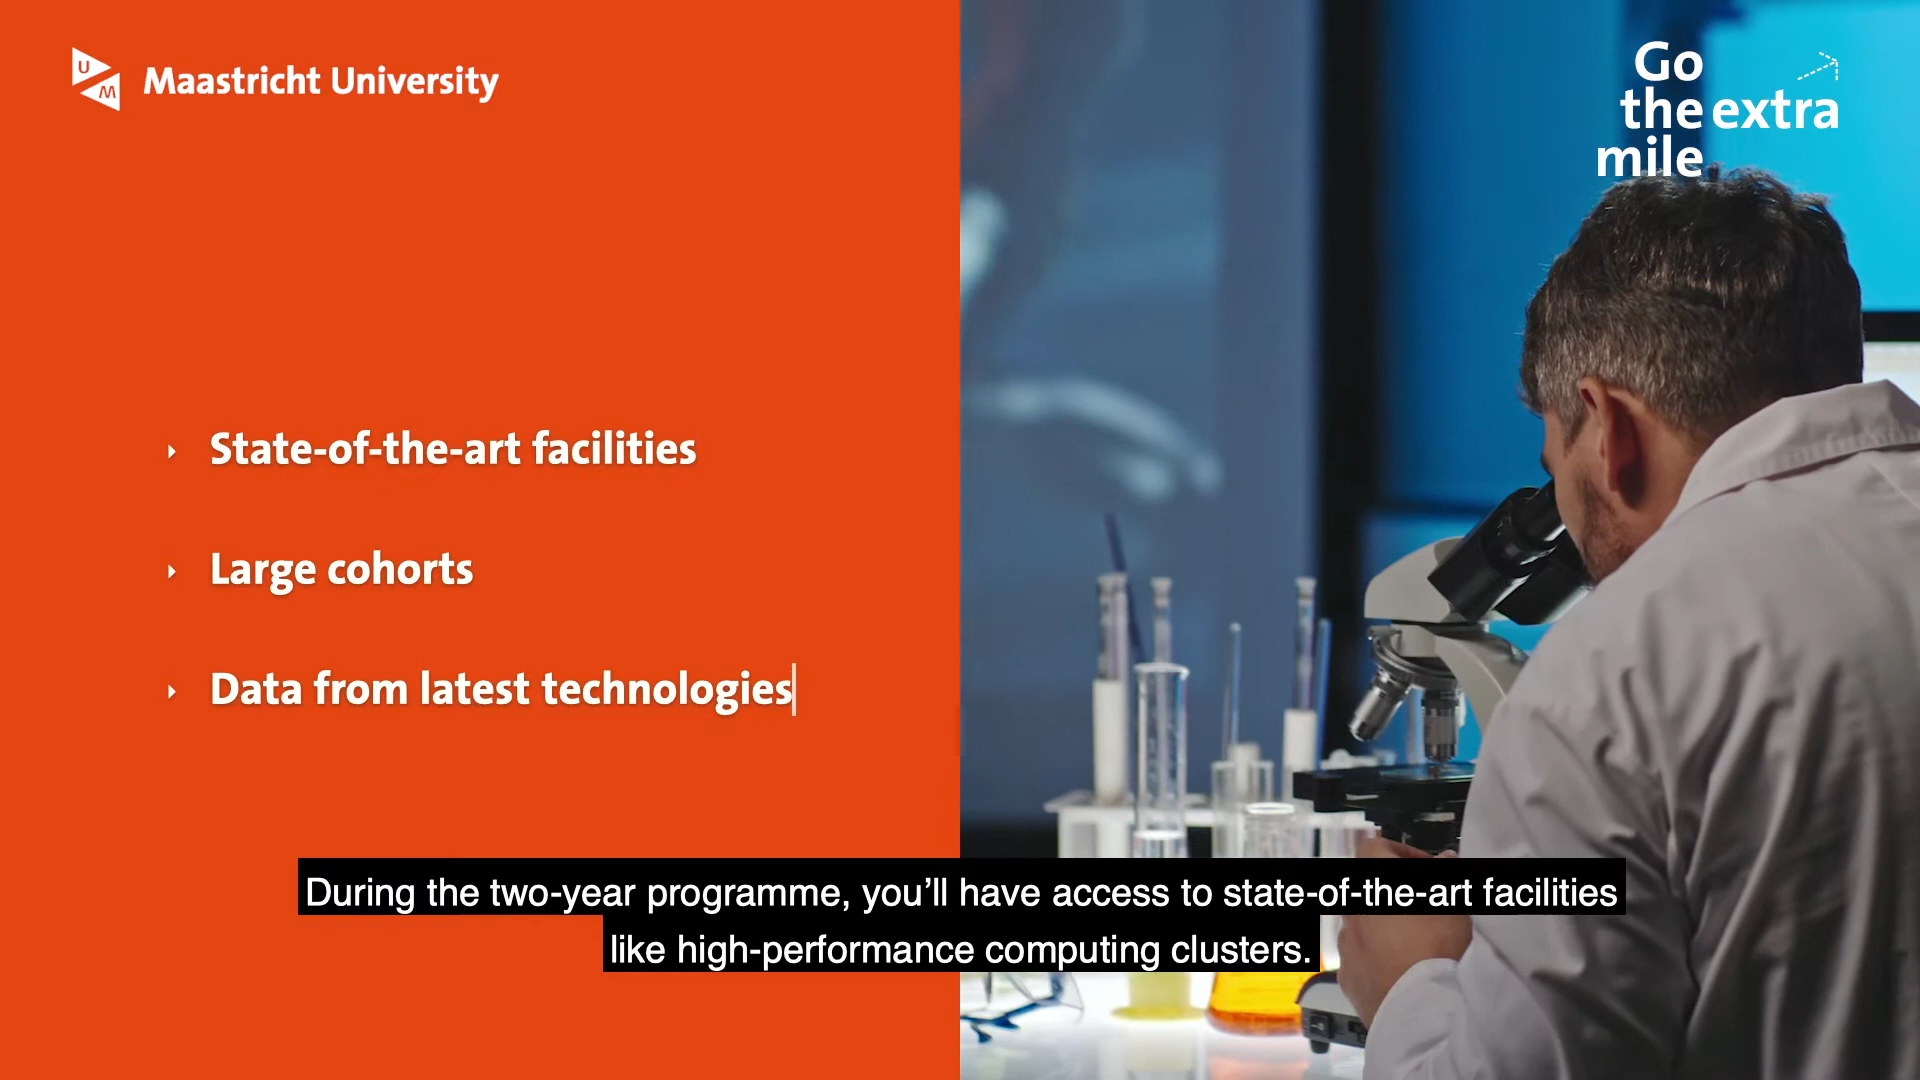 U
M
Maastricht University
Go
the extra
mile
State-of-the-art facilities
Large cohorts
Data from latest technologies
During the two-year programme, you’ll have access to state-of-the-art facilities
like high-performance computing clusters.